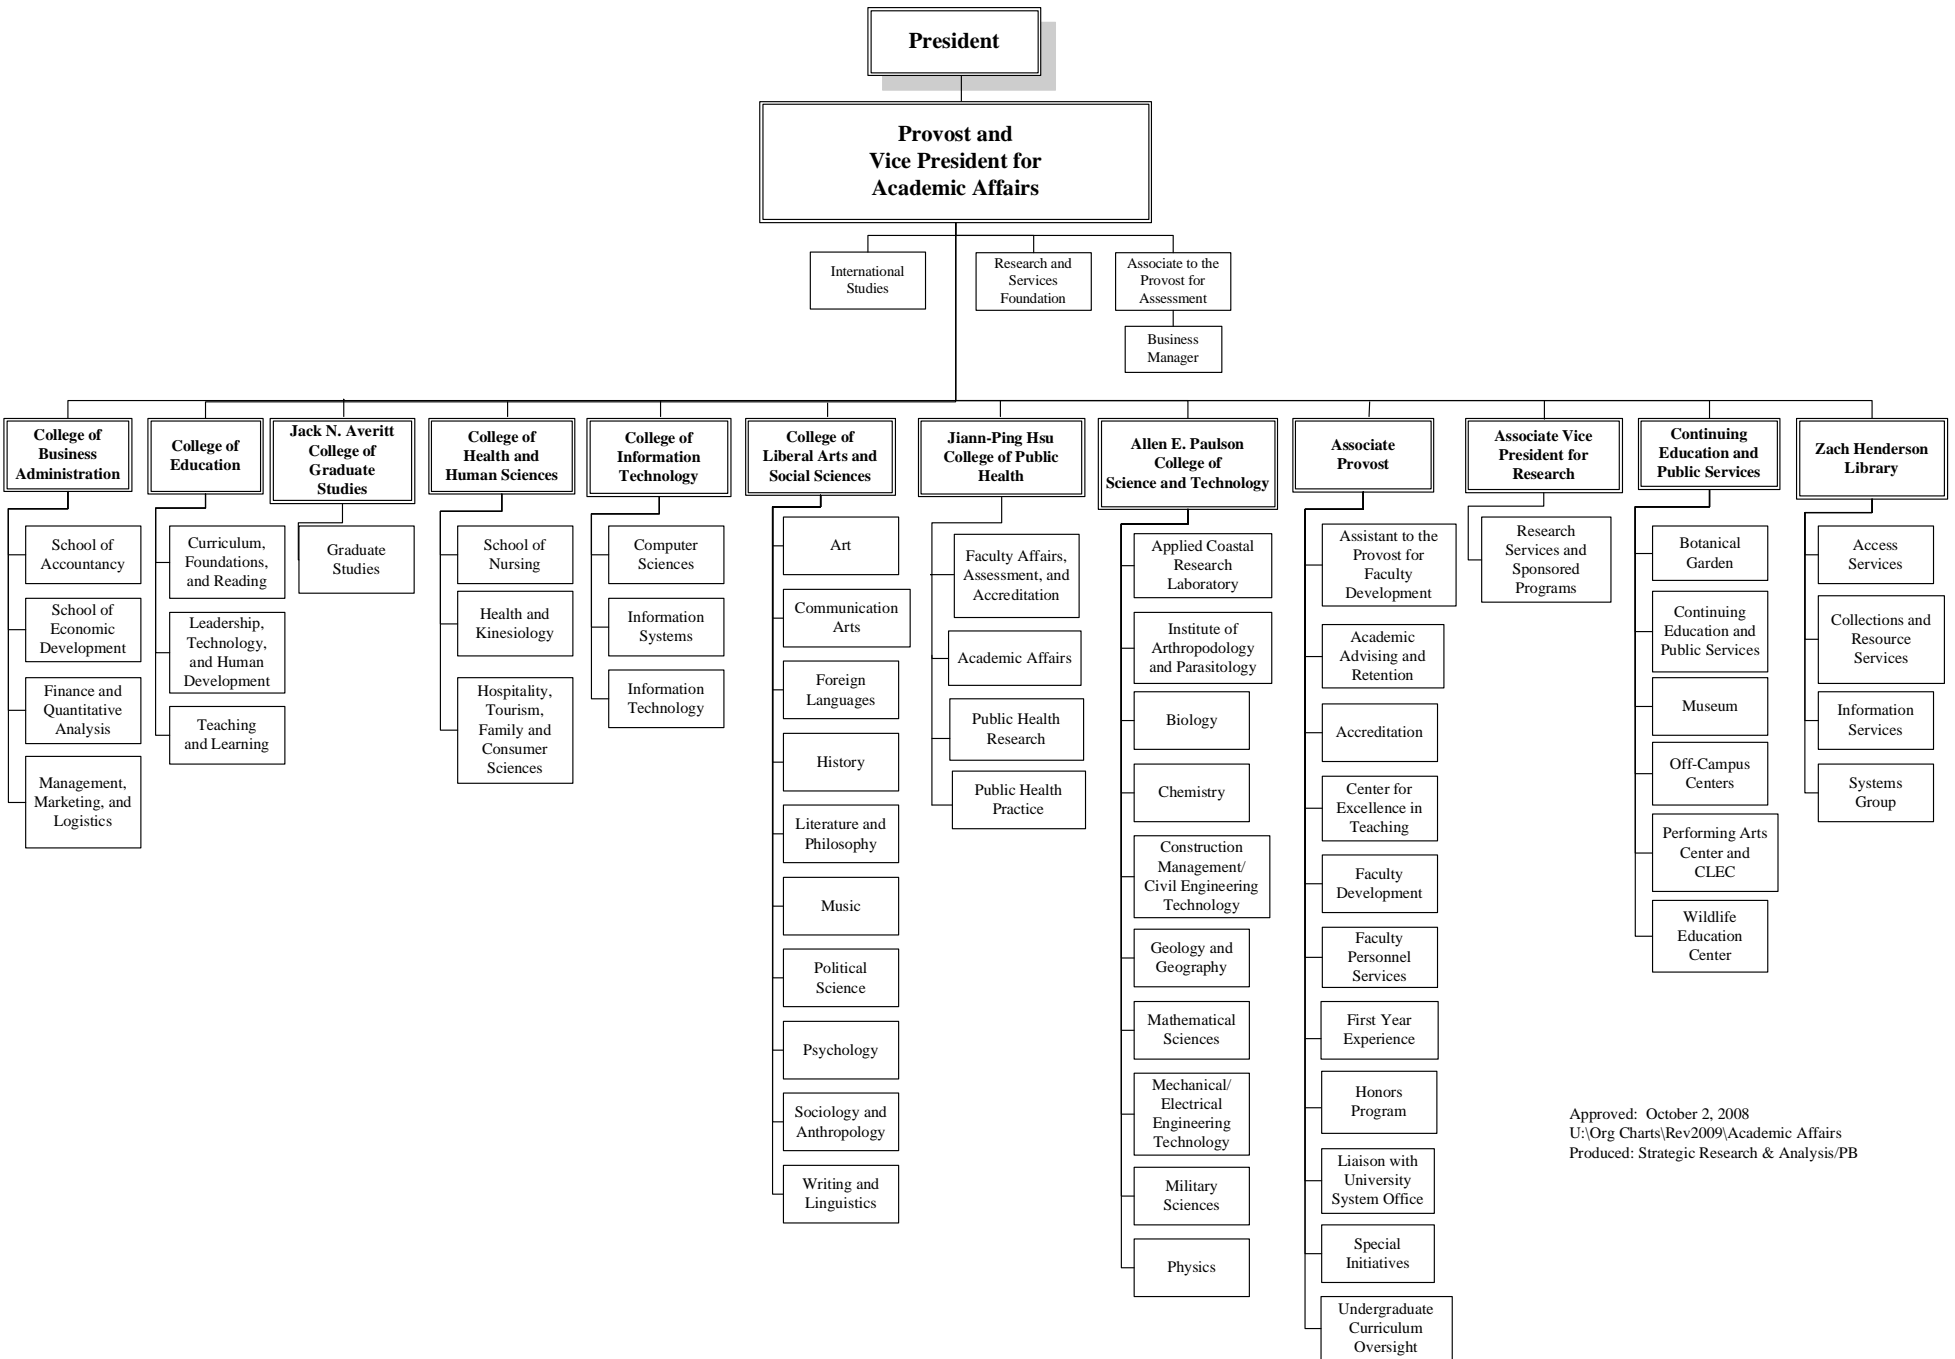 President
Provost and
Vice President for
Academic Affairs
International
Studies
Research and
Services
Foundation
Associate to the
Provost for
Assessment
Business
Manager
College of
Business
Administration
School of
Accountancy
School of
Economic
Development
Finance and
Quantitative
Analysis
Management,
Marketing, and
Logistics
College of
Education
Curriculum,
Foundations,
and Reading
Leadership,
Technology,
and Human
Development
Teaching
and Learning
Jack N. Averitt
College of
Graduate
Studies
Graduate
Studies
College of
Health and
Human Sciences
School of
Nursing
Health and
Kinesiology
Hospitality,
Tourism,
Family and
Consumer
Sciences
College of
Information
Technology
Computer
Sciences
Information
Systems
Information
Technology
College of
Liberal Arts and
Social Sciences
Art
Communication
Arts
Foreign
Languages
History
Literature and
Philosophy
Music
Political
Science
Psychology
Sociology and
Anthropology
Writing and
Linguistics
Jiann-Ping Hsu
College of Public
Health
Faculty Affairs,
Assessment, and
Accreditation
Academic Affairs
Public Health
Research
Public Health
Practice
Allen E. Paulson
College of
Science and Technology
Applied Coastal
Research
Laboratory
Institute of
Arthropodology
and Parasitology
Biology
Chemistry
Construction
Management/
Civil Engineering
Technology
Geology and
Geography
Mathematical
Sciences
Mechanical/
Electrical
Engineering
Technology
Military
Sciences
Physics
Associate
Provost
Assistant to the
Provost for
Faculty
Development
Academic
Advising and
Retention
Accreditation
Center for
Excellence in
Teaching
Faculty
Development
Faculty
Personnel
Services
First Year
Experience
Honors
Program
Liaison with
University
System Office
Special
Initiatives
Undergraduate
Curriculum
Oversight
Associate Vice
President for
Research
Research
Services and
Sponsored
Programs
Continuing
Education and
Public Services
Botanical
Garden
Continuing
Education and
Public Services
Museum
Off-Campus
Centers
Performing Arts
Center and
CLEC
Wildlife
Education
Center
Zach Henderson
Library
Access
Services
Collections and
Resource
Services
Information
Services
Systems
Group
Approved:  October 2, 2008
U:\Org Charts\Rev2009\Academic Affairs
Produced: Strategic Research & Analysis/PB